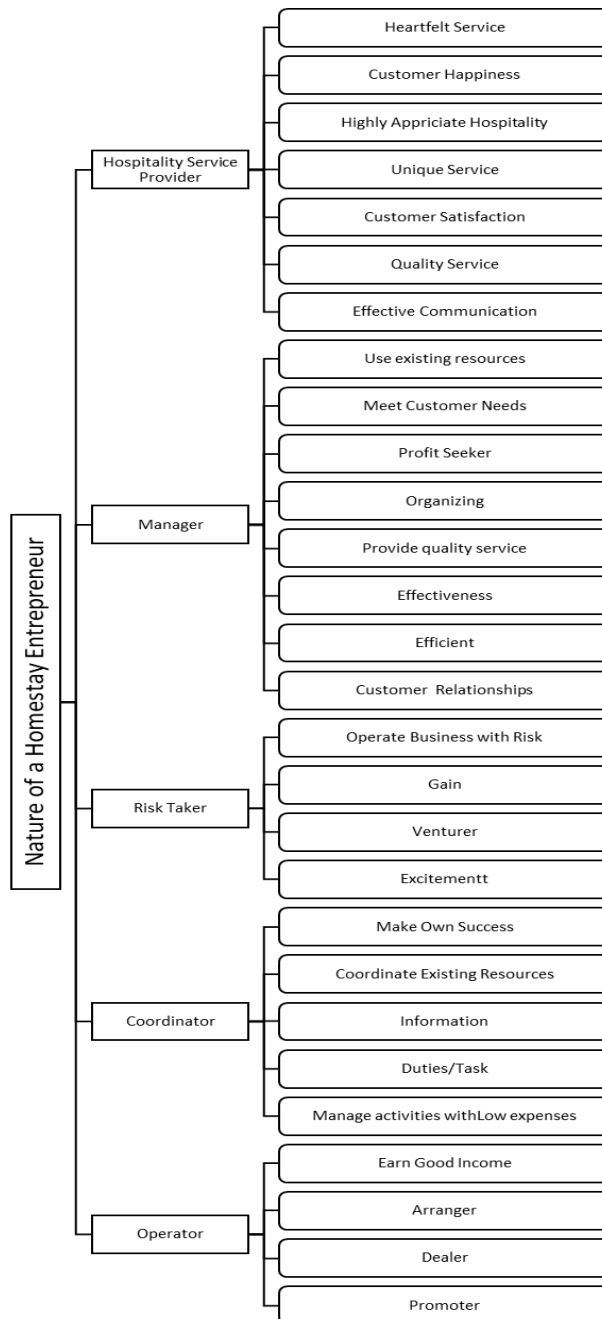 Nature of a Homestay Entrepreneur
Hospitality Service
Provider
Heartfelt Service
Customer Happiness
Highly Appriciate Hospitality
Unique Service
Customer Satisfaction
Quality Service
Effective Communication
Manager
Use existing resources
Meet Customer Needs
Profit Seeker
Organizing
Provide quality service
Effectiveness
Efficient
Customer Relationships
Risk Taker
Operate Business with Risk
Gain
Venturer
Excitementt
Coordinator
Make Own Success
Coordinate Existing Resources
Information
Duties/Task
Manage activities withLow expenses
Operator
Earn Good Income
Arranger
Dealer
Promoter